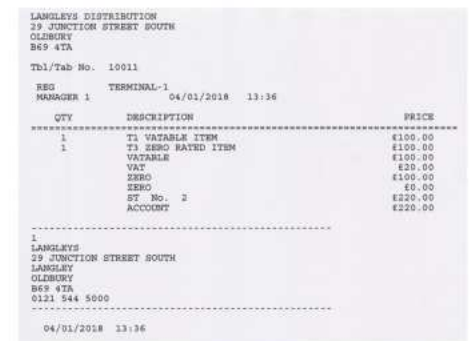 LANGLEYS DISTRIBUTION
29 JUNCTION STREET SOUTH
OLDBURY
B69 4TA
Tbl/Tab No. 10011
REG TERMINAL-1
MANAGER 1 04/01/2018 13:36
QTY DESCRIPTION PRICE
1 T1 VATABLE ITEM £100.00
1 T3 ZERO RATED ITEM £100.00
VATABLE £100.00
VAT £20.00
ZERO £100.00
ZERO £0.00
ST No. 2 £220.00
ACCOUNT £220.00
1
LANGLEYS
29 JUNCTION STREET SOUTH
LANGLEY
OLDBURY
B69 4TA
0121 544 5000
04/01/2018 13:36